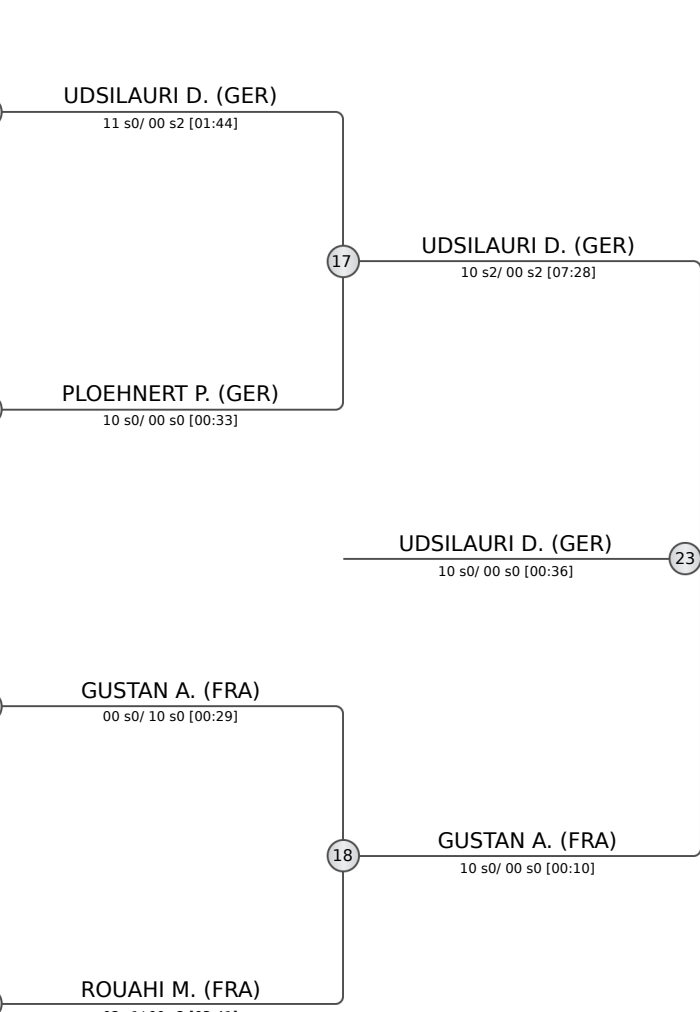 UDSILAURI D. (GER)
11 s0/ 00 s2 [01:44]
17
UDSILAURI D. (GER)
10 s2/ 00 s2 [07:28]
PLOEHNERT P. (GER)
10 s0/ 00 s0 [00:33]
UDSILAURI D. (GER)
10 s0/ 00 s0 [00:36]
23
GUSTAN A. (FRA)
00 s0/ 10 s0 [00:29]
18
GUSTAN A. (FRA)
10 s0/ 00 s0 [00:10]
ROUAHI M. (FRA)